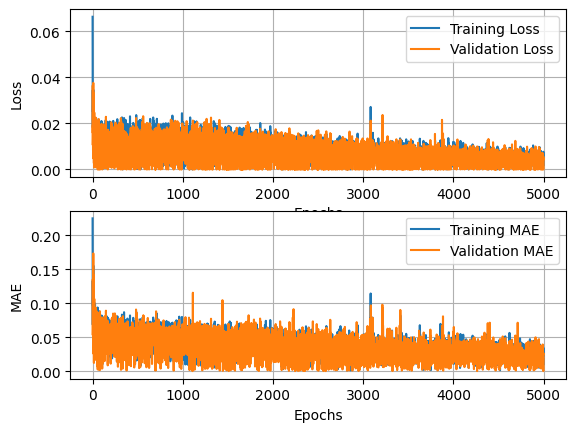 0.06
0.04
0.02
0.00
Loss
Training Loss
Validation Loss
0 1000 2000 3000 4000 5000
Epochs
0.20
0.15
0.10
0.05
0.00
MAE
Training MAE
Validation MAE
0 1000 2000 3000 4000 5000
Epochs